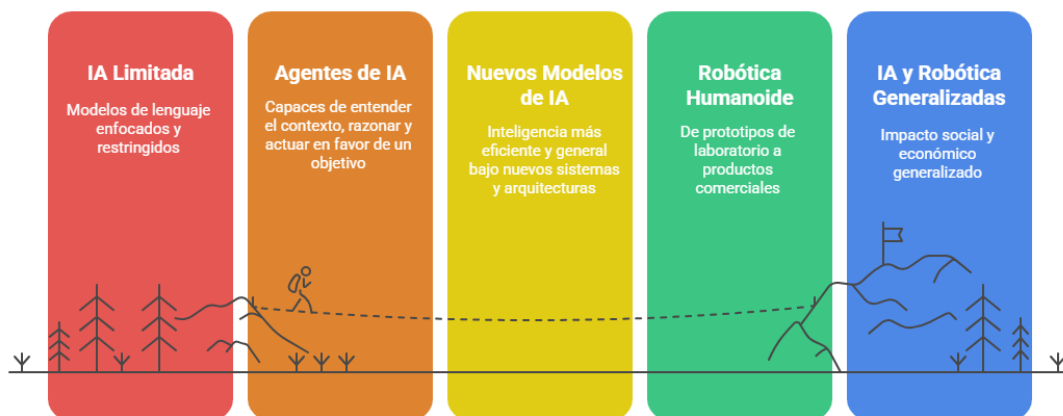 IA Limitada
Modelos de lenguaje
enfocados y
restringidos
Agentes de IA
Capaces de entender
el contexto, razonar y
actuar en favor de un
objetivo
Nuevos Modelos
de IA
Inteligencia más
eficiente y general
bajo nuevos sistemas
y arquitecturas
Robótica
Humanoide
De prototipos de
laboratorio a
productos
comerciales
IA y Robótica
Generalizadas
Impacto social y
económico
generalizado